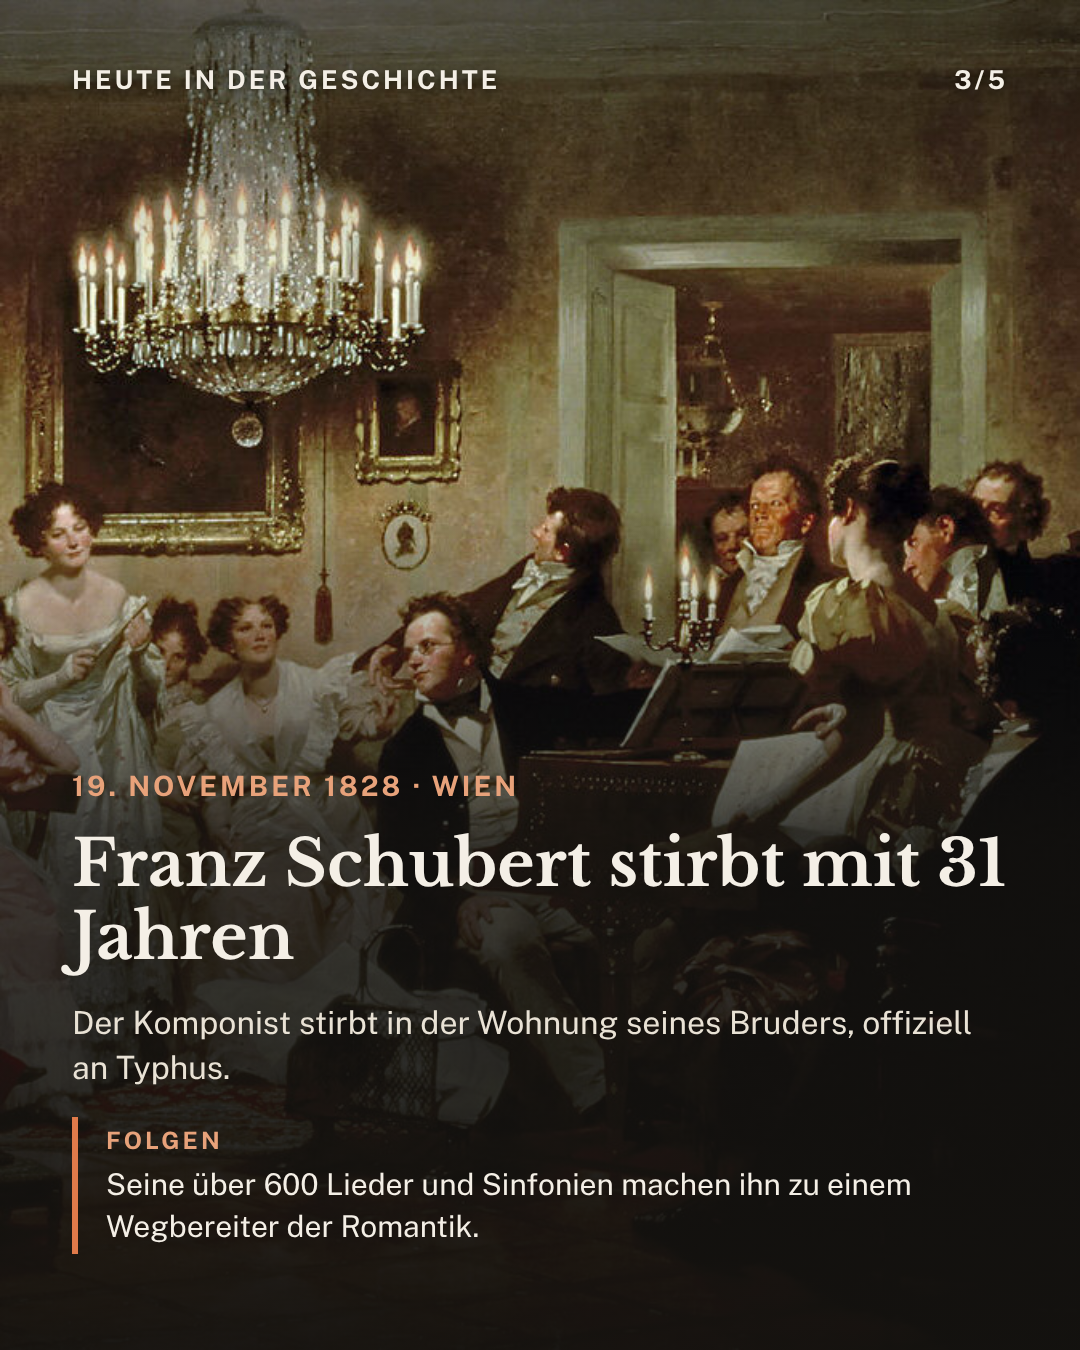 HEUTE IN DER GESCHICHTE
3/5
19. NOVEMBER 1828 · WIEN
Franz Schubert stirbt mit 31
Jahren
Der Komponist stirbt in der Wohnung seines Bruders, offiziell
an Typhus.
FOLGEN
Seine über 600 Lieder und Sinfonien machen ihn zu einem
Wegbereiter der Romantik.